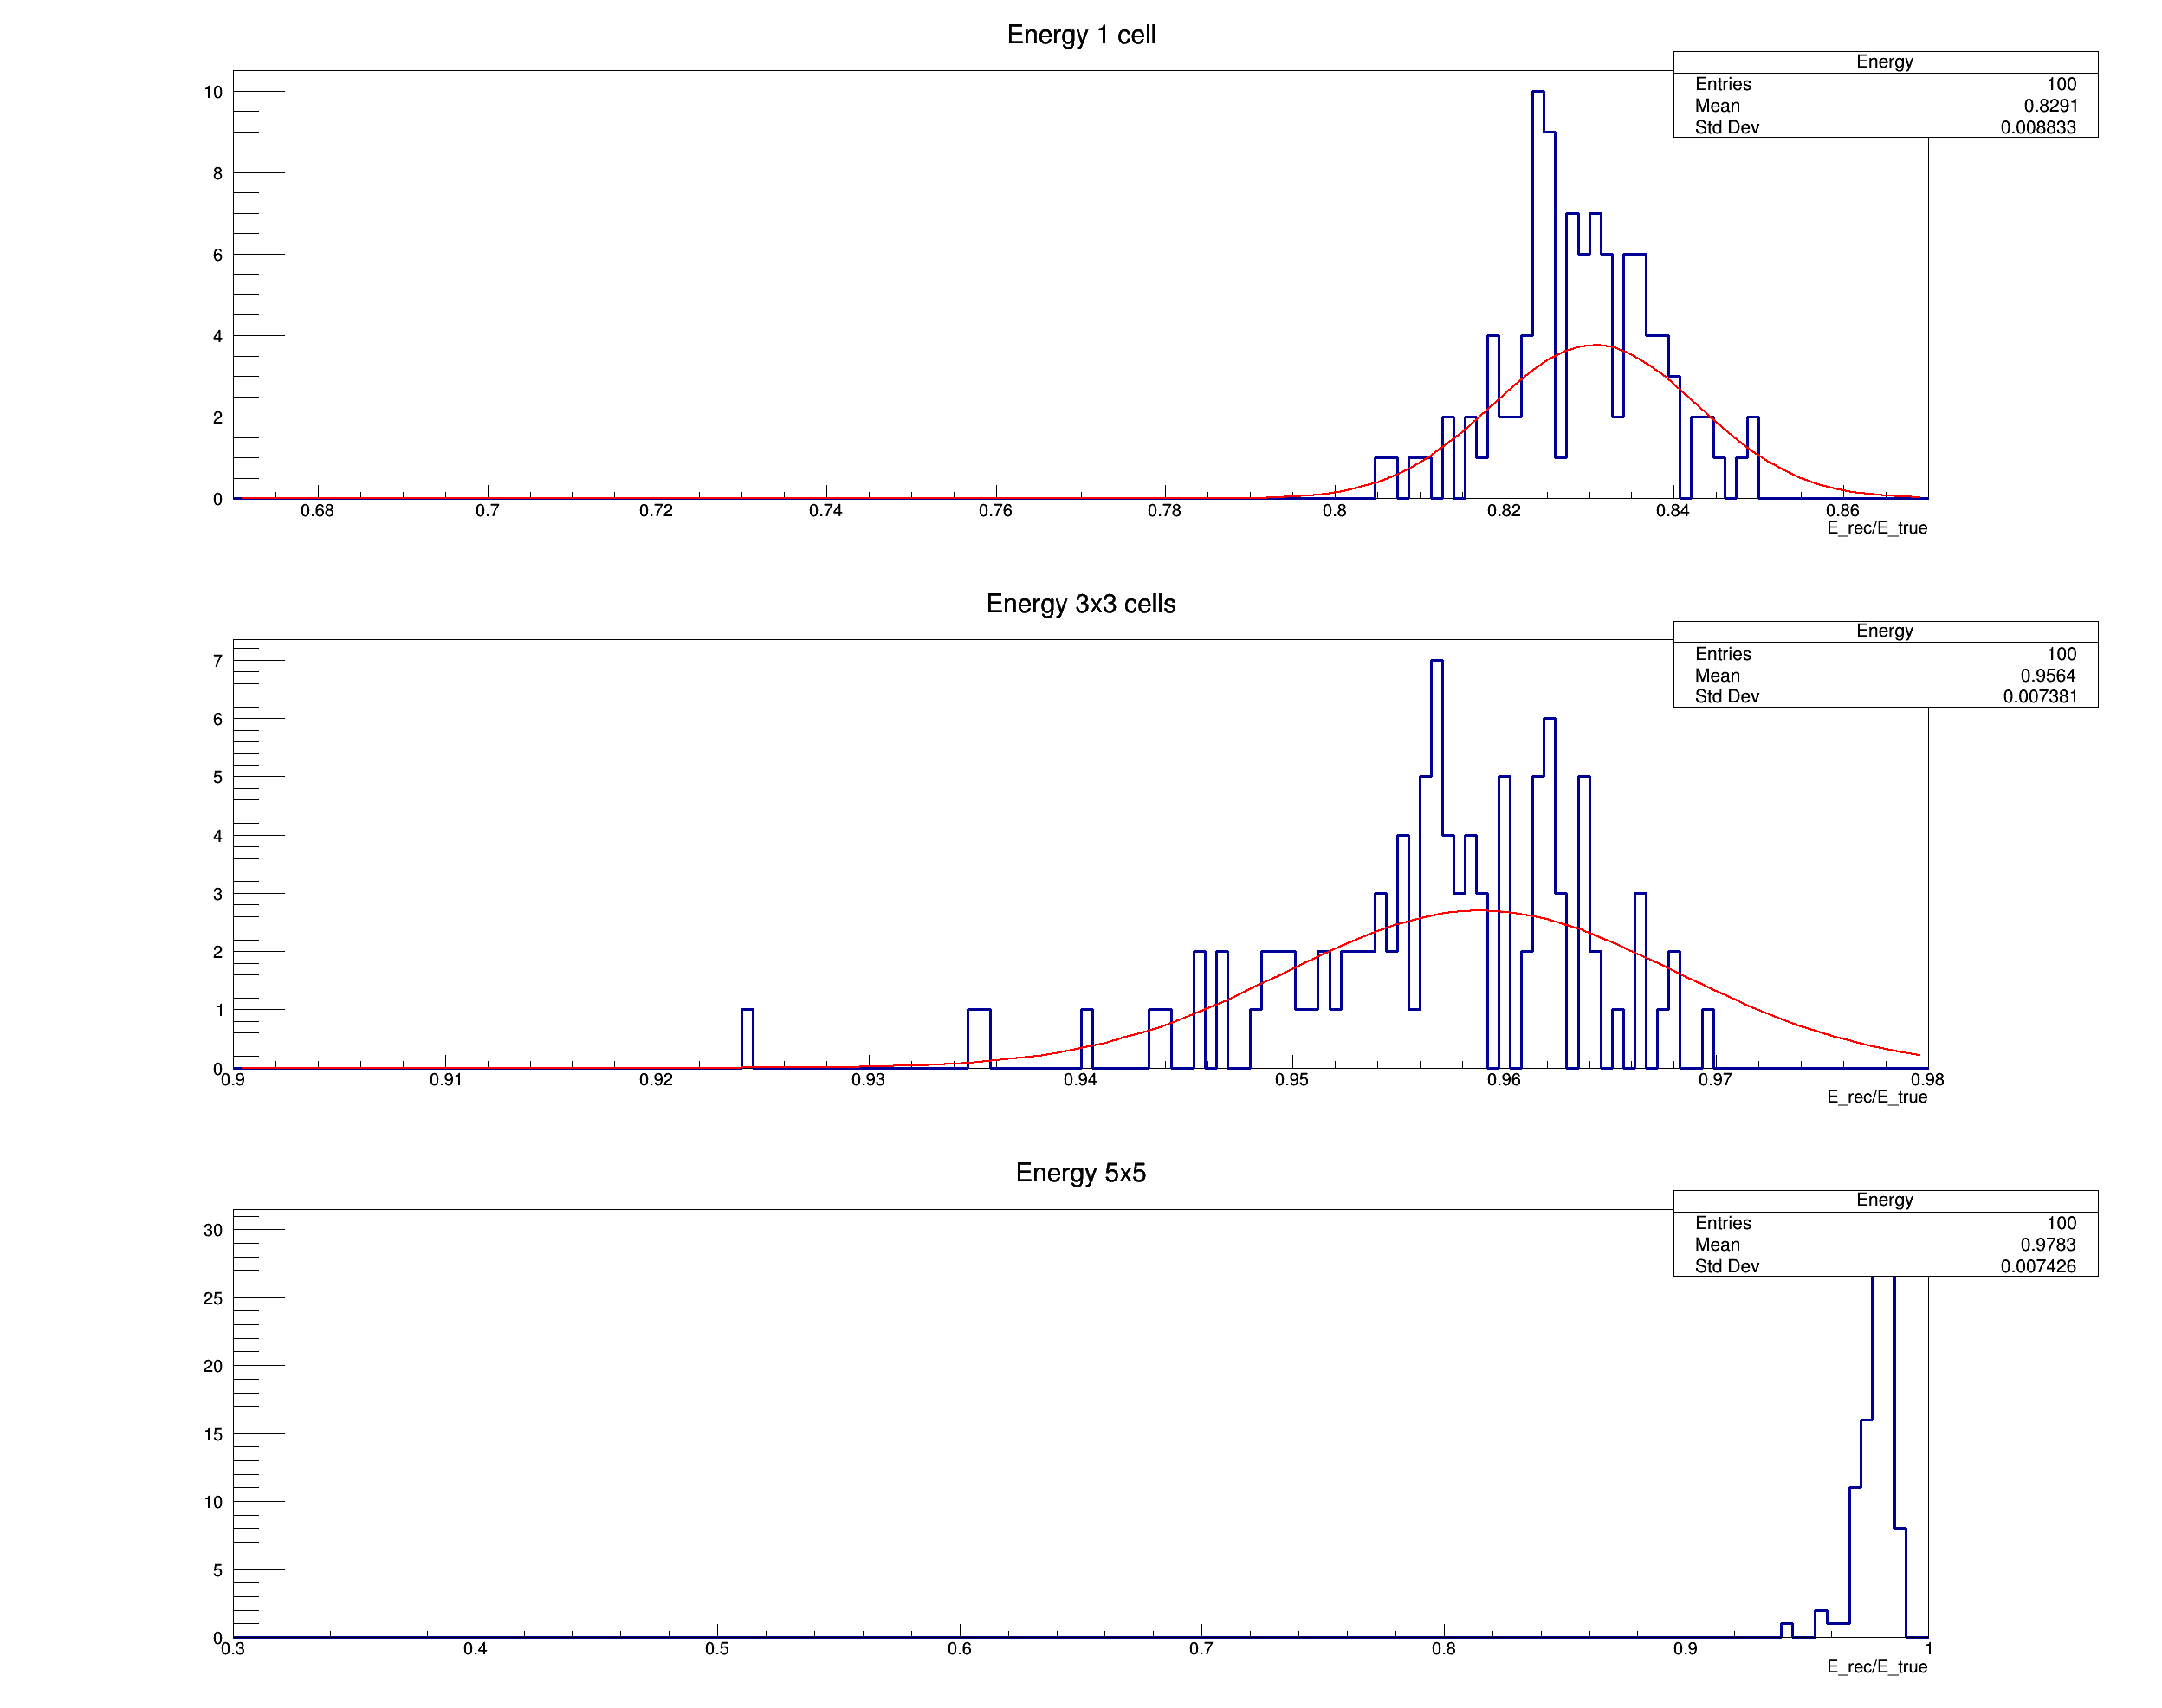 Energy 1 cell
Energy
Entries 100
Mean 0.8291
Std Dev 0.008833
10
8
6
4
2
0
0.68 0.7 0.72 0.74 0.76 0.78 0.8 0.82 0.84 0.86
E_rec/E_true
Energy 3x3 cells
Energy
Entries 100
Mean 0.9564
Std Dev 0.007381
7
6
5
4
3
2
1
0
0.9 0.91 0.92 0.93 0.94 0.95 0.96 0.97 0.98
E_rec/E_true
Energy 5x5
Energy
Entries 100
Mean 0.9783
Std Dev 0.007426
30
25
20
15
10
5
0
0.3 0.4 0.5 0.6 0.7 0.8 0.9 1
E_rec/E_true